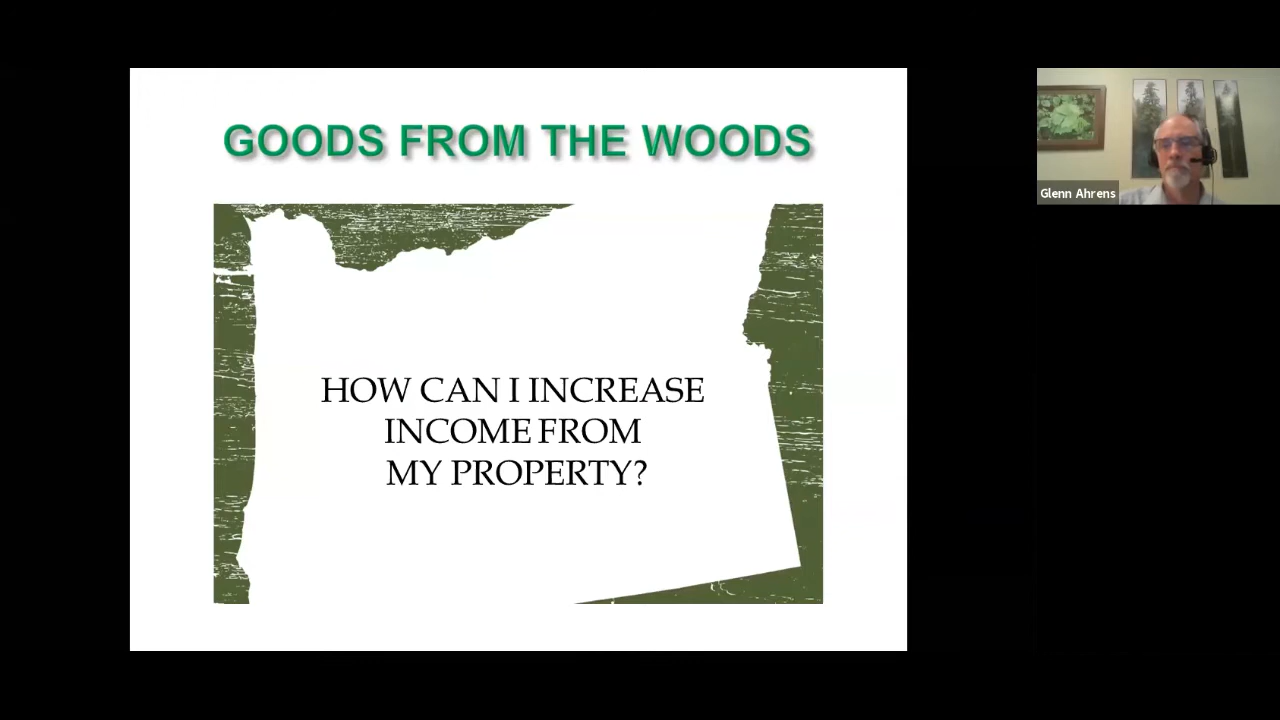 GOODS FROM THE WOODS
HOW CAN I INCREASE
INCOME FROM
MY PROPERTY?
Glenn Ahrens